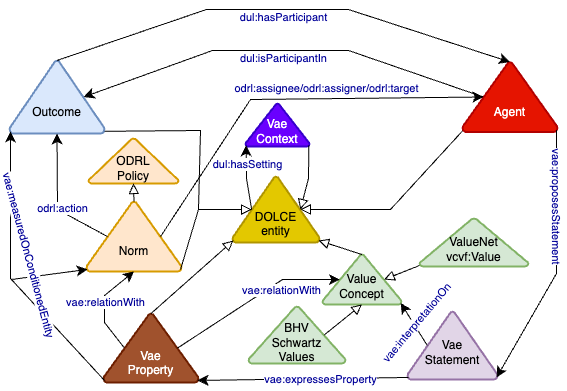 dul:hasParticipant
dul:isParticipantIn
odrl:assignee/odrl:assigner/odrl:target
Outcome
Agent
Vae
Context
ODRL
Policy
dul:hasSetting
vae:measuredOnConditionedEntity
vae:proposesStatement
odrl:action
DOLCE
entity
Norm
ValueNet
vcvf:Value
vae:relationWith
vae:relationWith
Value
Concept
BHV
Schwartz
Values
vae:interpretationOn
Vae
Property
Vae
Statement
vae:expressesProperty